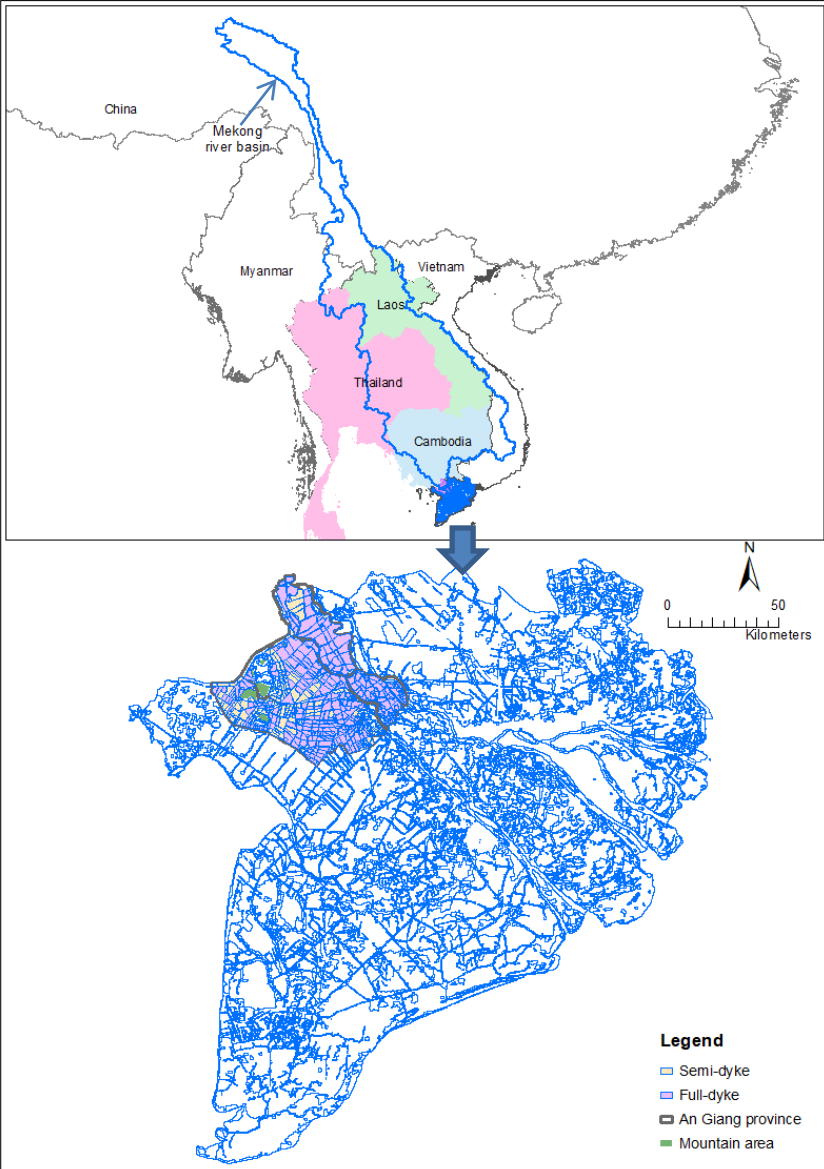 China
Mekong
river basin
Myanmar
Vietnam
Laos
Thailand
Cambodia
N
0 50
Kilometers
Legend
Semi-dyke
Full-dyke
An Giang province
Mountain area